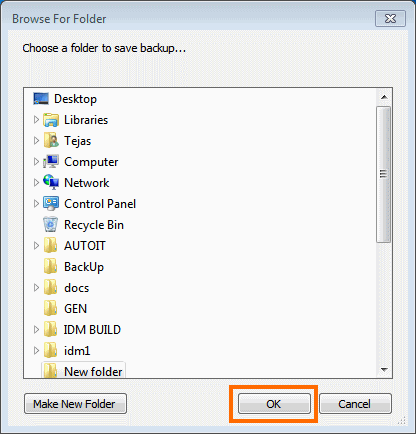 Browse For Folder
Choose a folder to save backup...
Desktop
Libraries
Tejas
Computer
Network
Control Panel
Recycle Bin
AUTOIT
BackUp
docs
GEN
IDM BUILD
idm1
New folder
Make New Folder
OK
Cancel